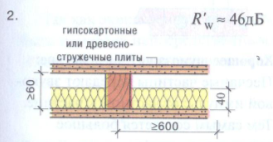 2.
R'w ≈ 46дБ
гипсокартонные
или древесно-
стружечные плиты
≥60
40
≥600